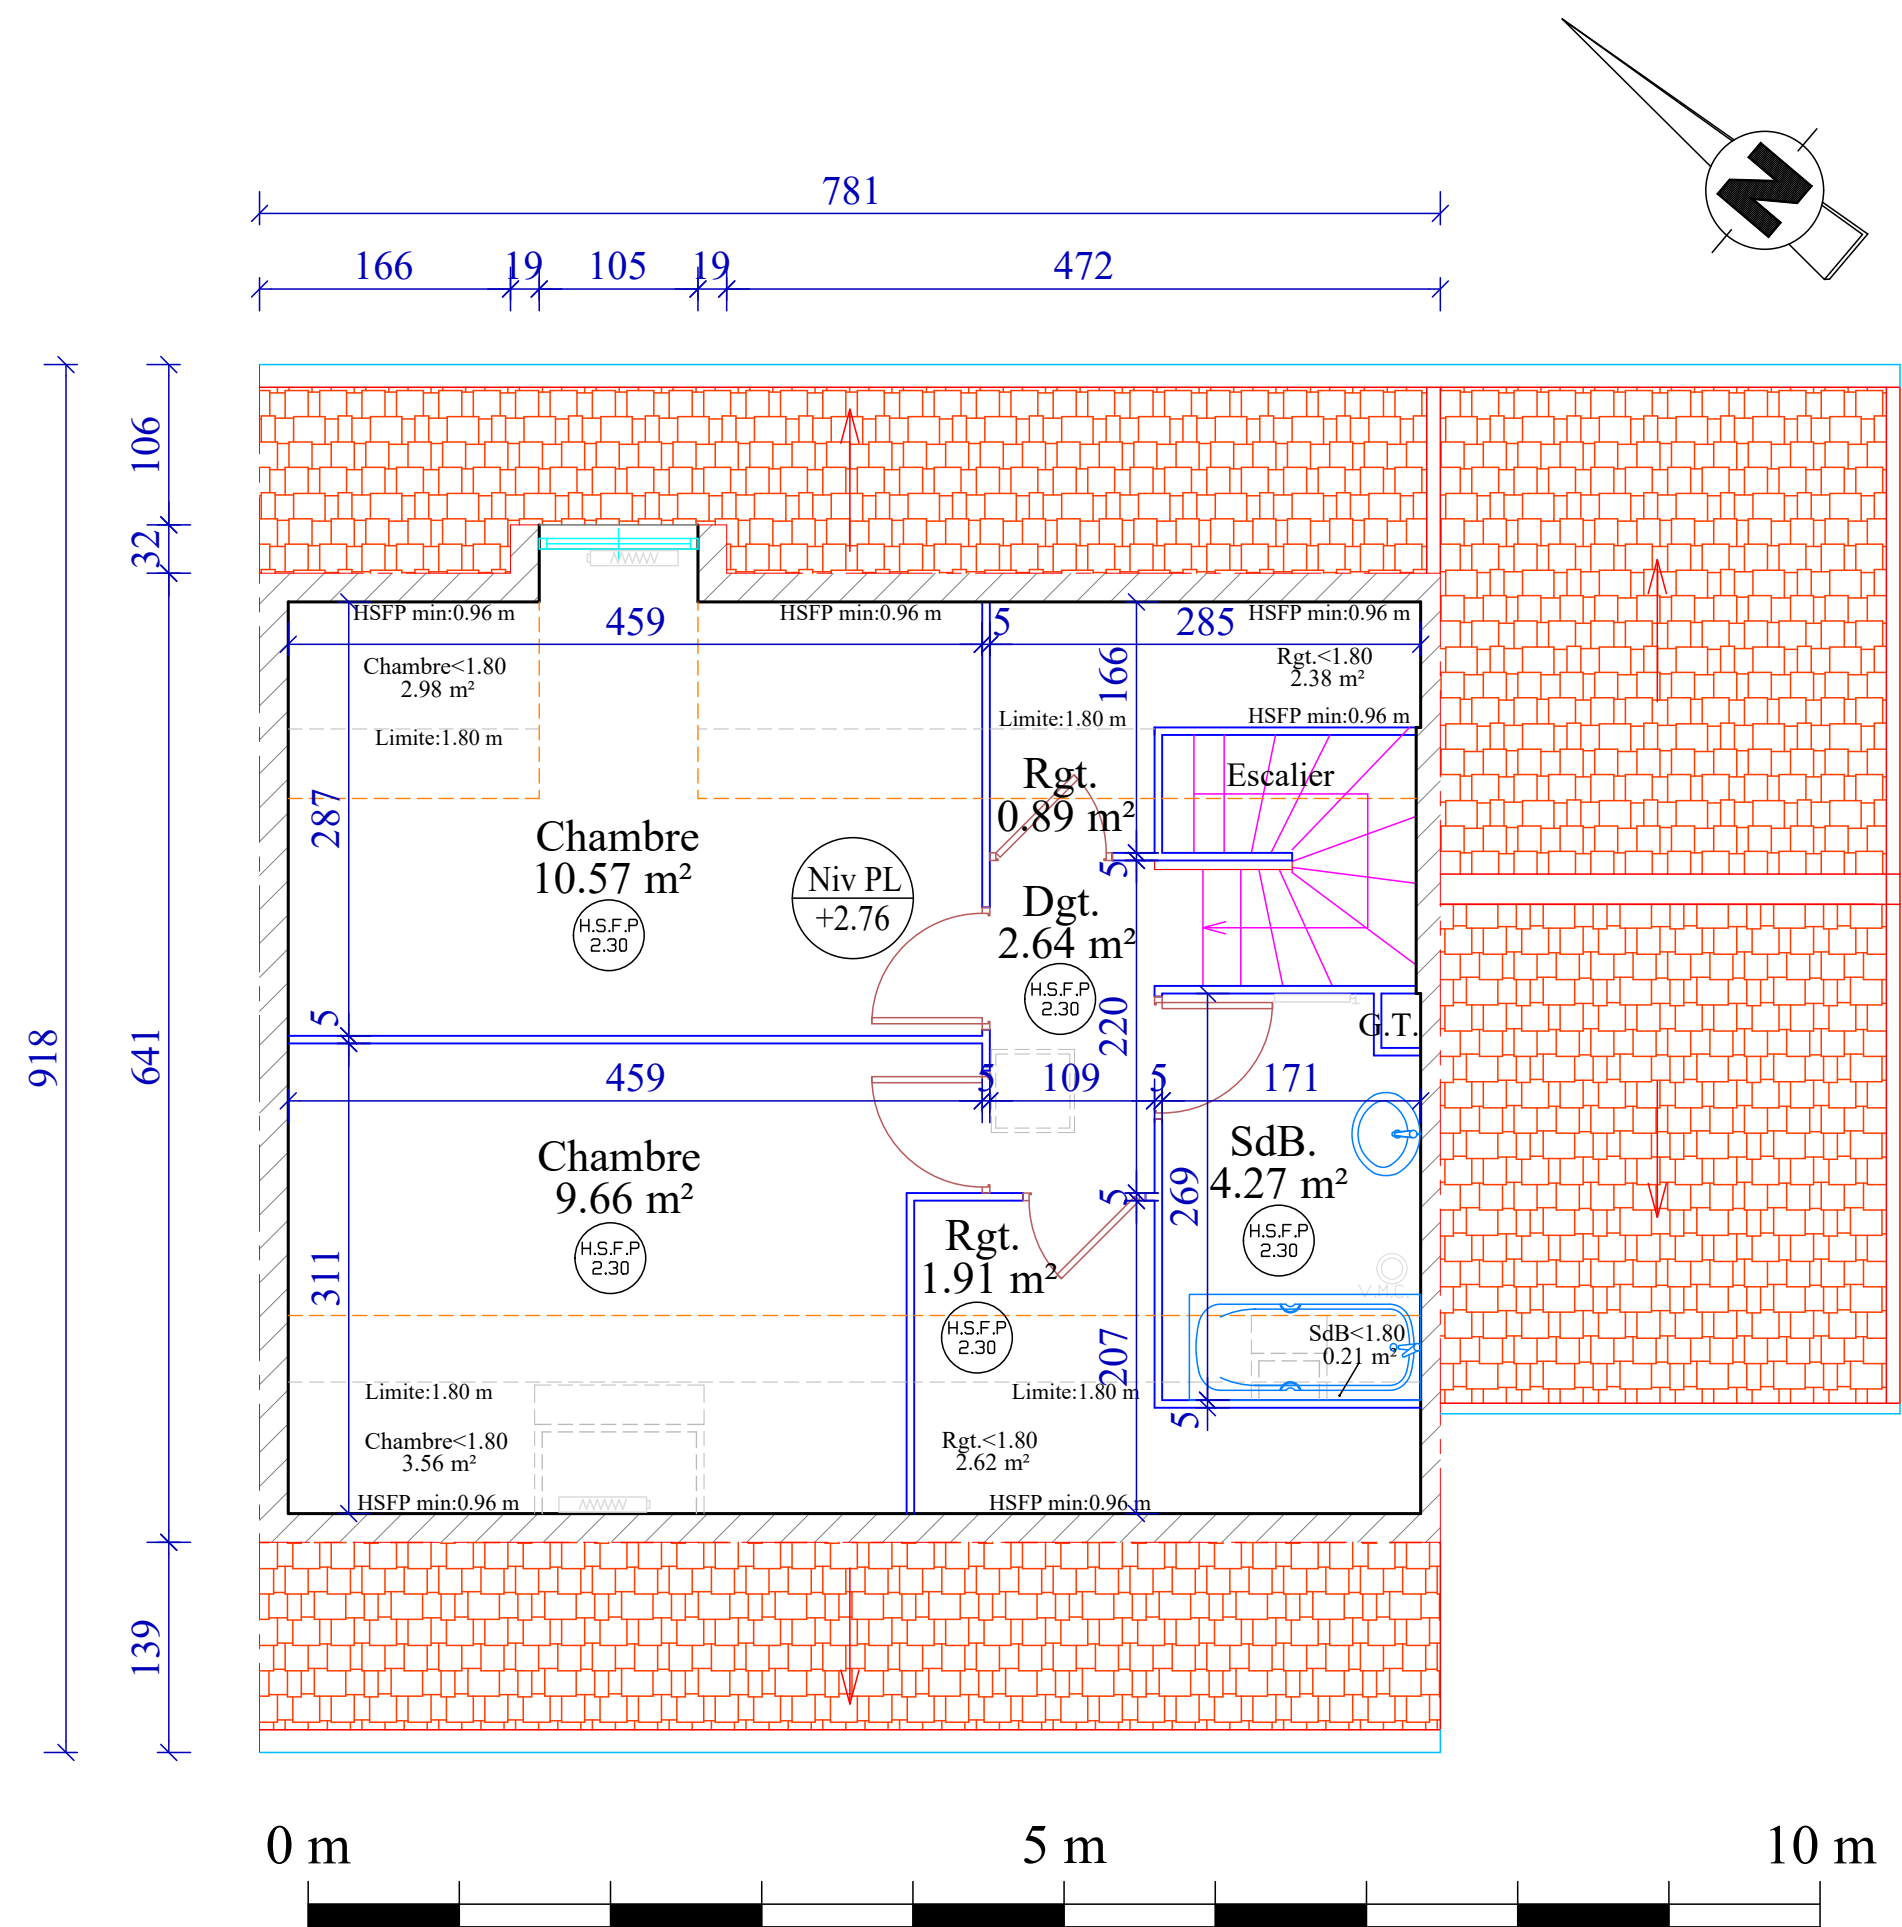 N
781
166
19
105
19
472
918
106
32
641
139
HSFP min:0.96 m
HSFP min:0.96 m
HSFP min:0.96 m
459
5
285
Chambre<1.80
2.98 m²
166
Rgt.<1.80
2.38 m²
Limite:1.80 m
Limite:1.80 m
HSFP min:0.96 m
Rgt.
0.89 m²
Escalier
287
Chambre
10.57 m²
H.S.F.P
2.30
Niv PL
+2.76
5
Dgt.
2.64 m²
H.S.F.P
2.30
220
5
G.T.
459
5
109
5
171
Chambre
9.66 m²
H.S.F.P
2.30
5
269
SdB.
4.27 m²
H.S.F.P
2.30
311
Rgt.
1.91 m²
H.S.F.P
2.30
V.M.C.
207
SdB<1.80
0.21 m²
Limite:1.80 m
Limite:1.80 m
5
Chambre<1.80
3.56 m²
Rgt.<1.80
2.62 m²
HSFP min:0.96 m
HSFP min:0.96 m
0 m
5 m
10 m